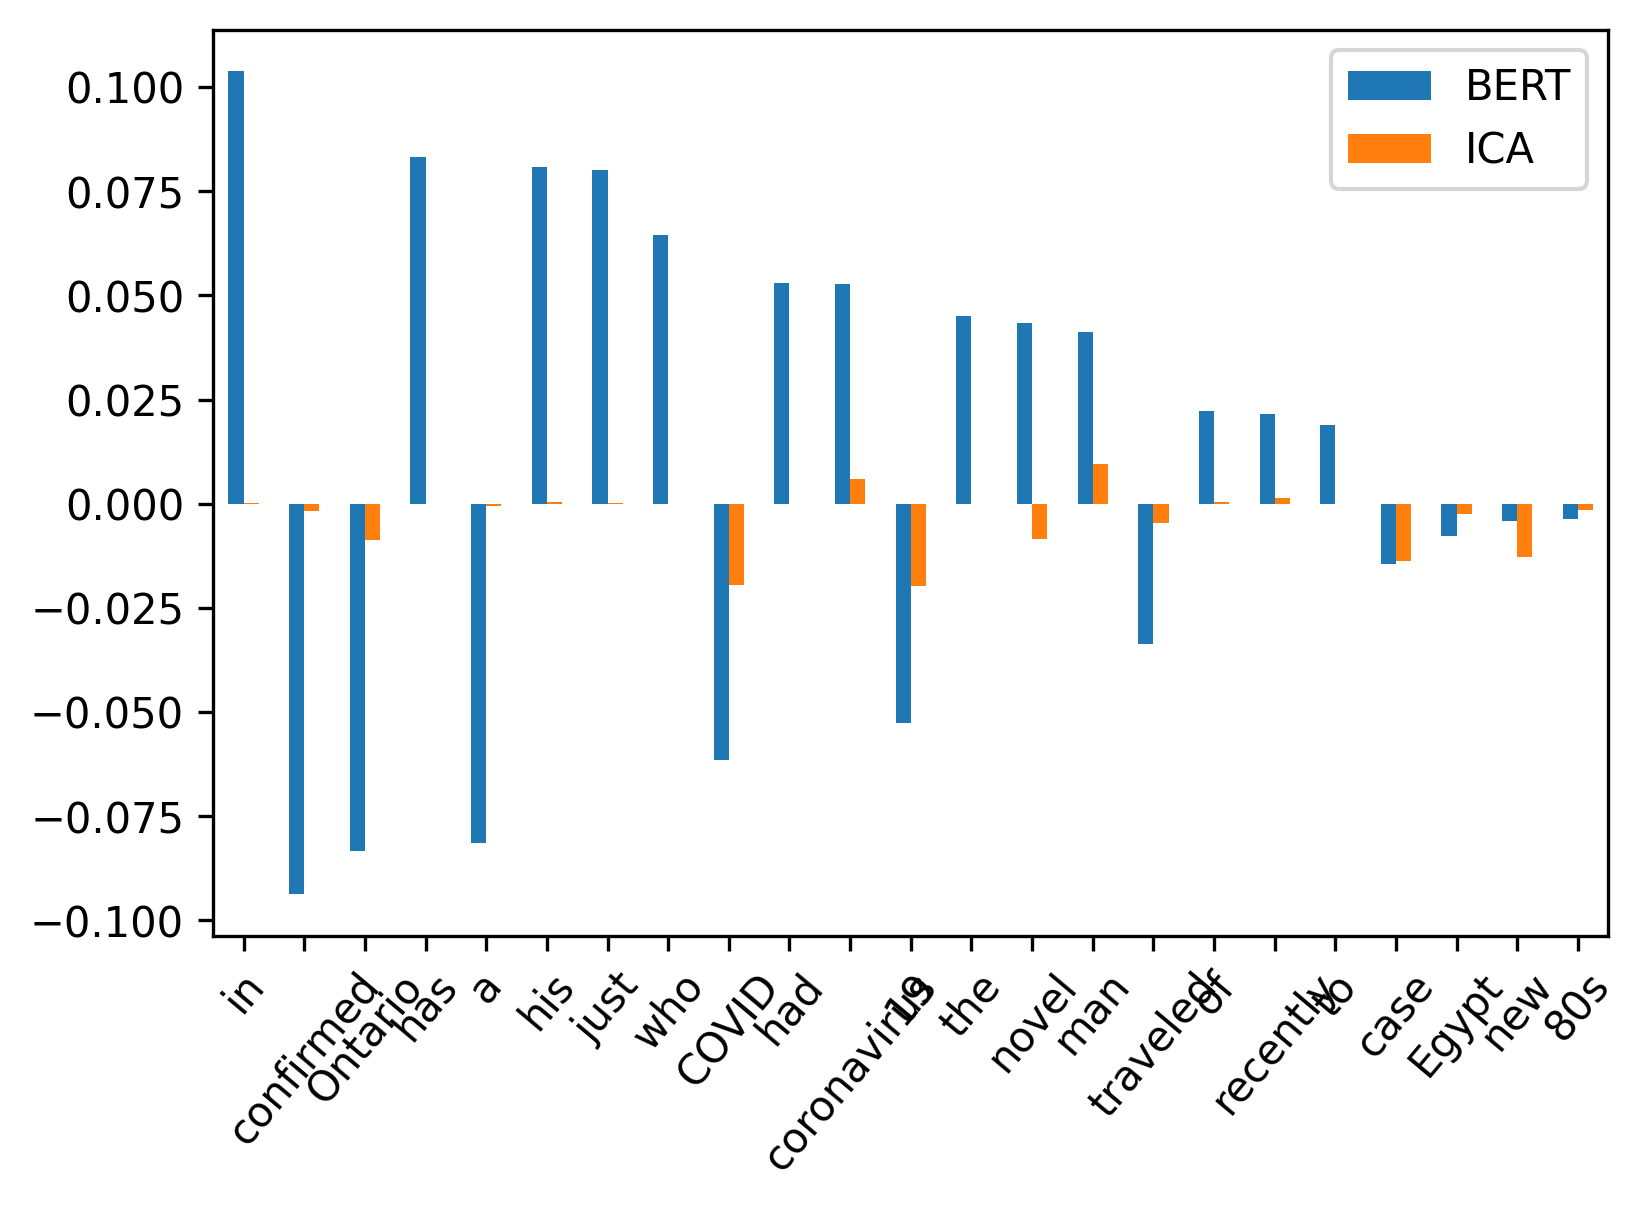 0.100
0.075
0.050
0.025
0.000
−0.025
−0.050
−0.075
−0.100
BERT
ICA
in
confirmed
Ontario
has
a
his
just
who
COVID
had
coronavirus
19
the
novel
man
traveled
of
recently
to
case
Egypt
new
80s